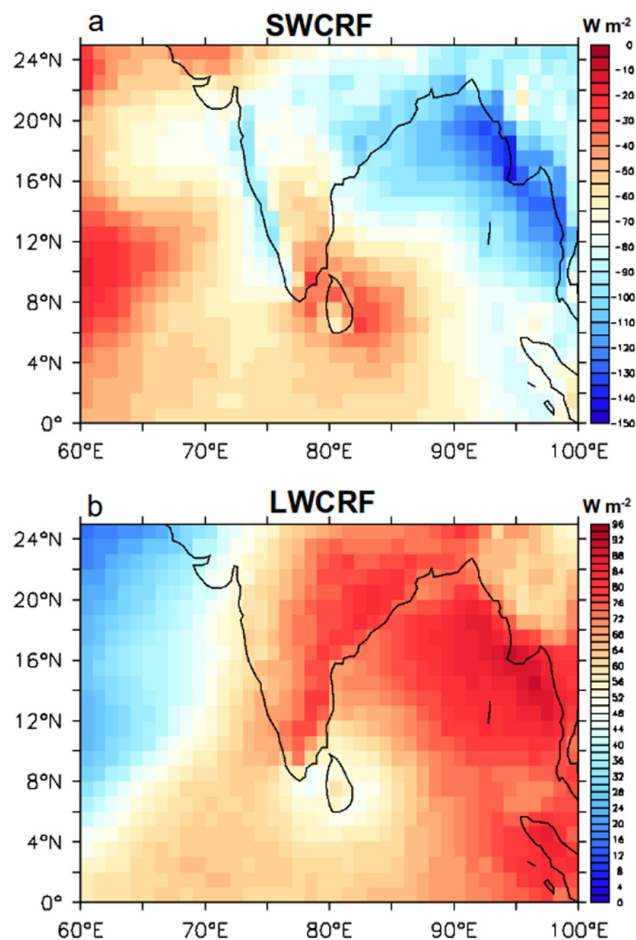 a
SWCRF
W m-2
24°N
20°N
16°N
12°N
8°N
4°N
0°
60°E 70°E 80°E 90°E 100°E
0
-10
-20
-30
-40
-50
-60
-70
-80
-90
-100
-110
-120
-130
-140
-150
b
LWCRF
W m-2
24°N
20°N
16°N
12°N
8°N
4°N
0°
60°E 70°E 80°E 90°E 100°E
96
92
88
84
80
76
72
68
64
60
56
52
48
44
40
36
32
28
24
20
16
12
8
4
0